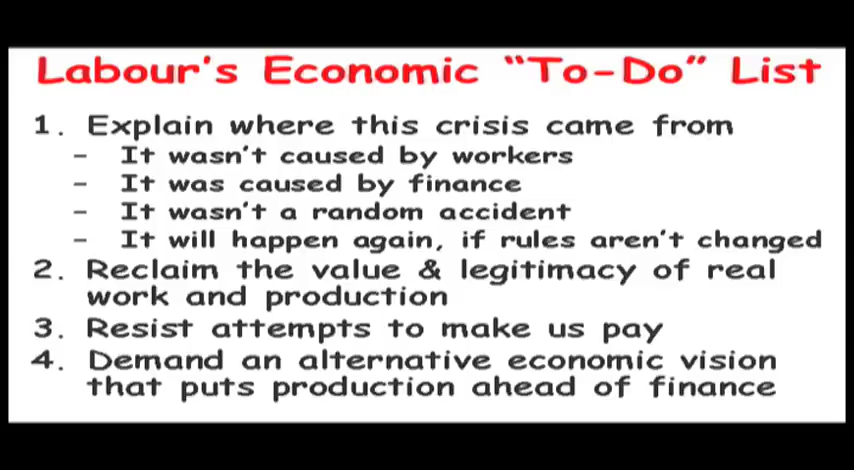 Labour's Economic "To-Do" List
1. Explain where this crisis came from
- It wasn't caused by workers
- It was caused by finance
- It wasn't a random accident
- It will happen again, if rules aren't changed
2. Reclaim the value & legitimacy of real
work and production
3. Resist attempts to make us pay
4. Demand an alternative economic vision
that puts production ahead of finance